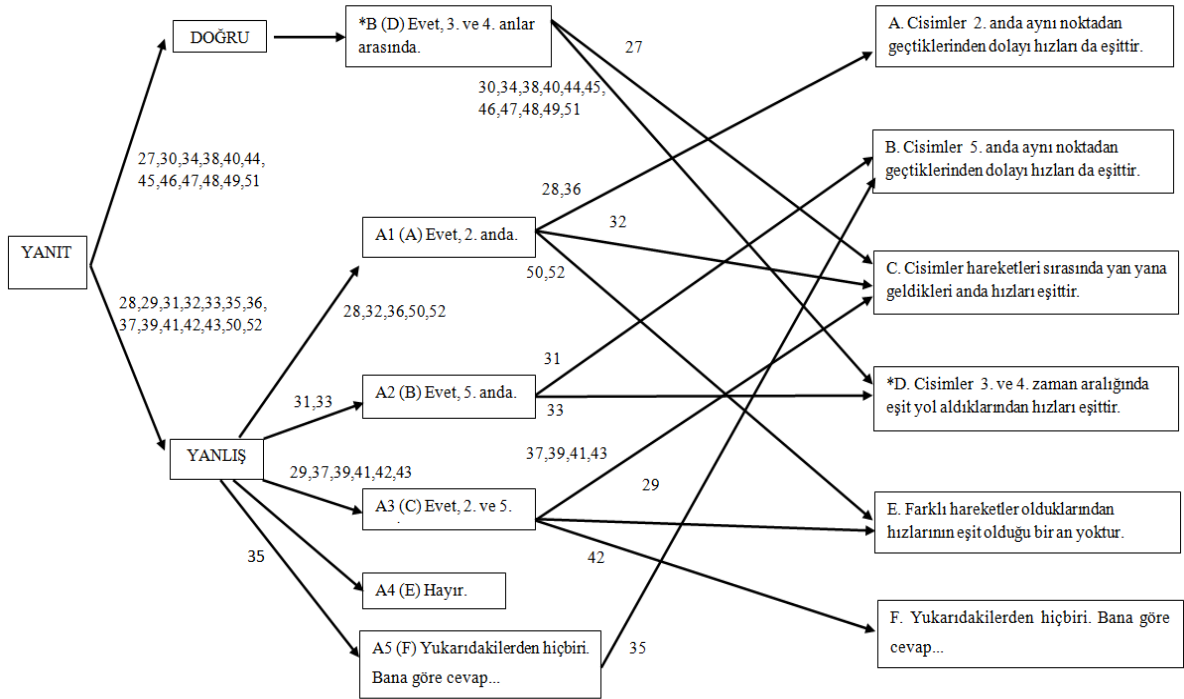 DOĞRU
*B (D) Evet, 3. ve 4. anlar
arasında.
A. Cisimler 2. anda aynı noktadan
geçtiklerinden dolayı hızları da eşittir.
27
30,34,38,40,44,45,
46,47,48,49,51
27,30,34,38,40,44,
45,46,47,48,49,51
B. Cisimler 5. anda aynı noktadan
geçtiklerinden dolayı hızları da eşittir.
28,36
A1 (A) Evet, 2. anda.
32
YANIT
50,52
C. Cisimler hareketleri sırasında yan yana
geldikleri anda hızları eşittir.
28,29,31,32,33,35,36,
37,39,41,42,43,50,52
28,32,36,50,52
31
A2 (B) Evet, 5. anda.
31,33
33
*D. Cisimler 3. ve 4. zaman aralığında
eşit yol aldıklarından hızları eşittir.
YANLIŞ
37,39,41,43
29,37,39,41,42,43
29
A3 (C) Evet, 2. ve 5.
E. Farklı hareketler olduklarından
hızlarının eşit olduğu bir an yoktur.
35
42
A4 (E) Hayır.
F. Yukarıdakilerden hiçbiri. Bana göre
cevap...
A5 (F) Yukarıdakilerden hiçbiri.
Bana göre cevap...
35